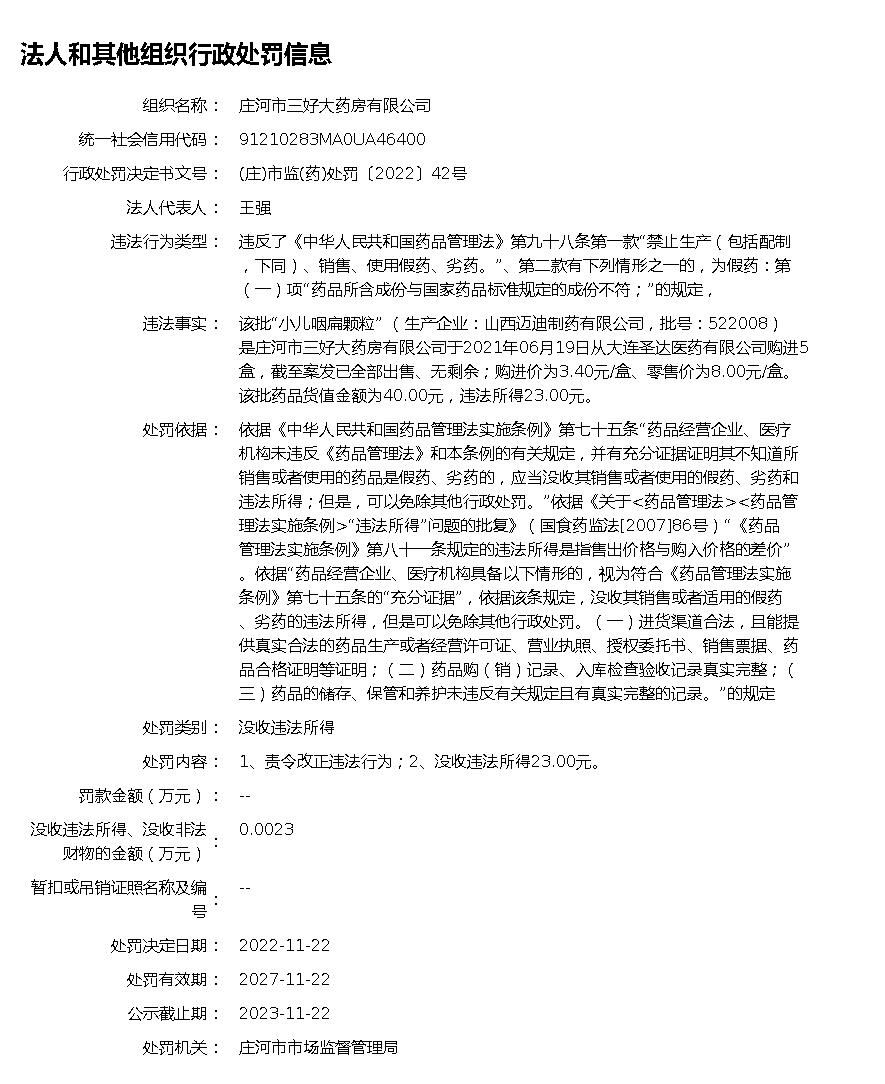 法人和其他组织行政处罚信息
组织名称： 庄河市三好大药房有限公司
统一社会信用代码： 91210283MA0UA46400
行政处罚决定书文号： (庄)市监(药)处罚〔2022〕42号
法人代表人： 王强
违法行为类型： 违反了《中华人民共和国药品管理法》第九十八条第一款“禁止生产（包括配制
，下同）、销售、使用假药、劣药。”、第二款有下列情形之一的，为假药：第
（一）项“药品所含成份与国家药品标准规定的成份不符；”的规定，
违法事实： 该批“小儿咽扁颗粒”（生产企业：山西迈迪制药有限公司，批号：522008）
是庄河市三好大药房有限公司于2021年06月19日从大连圣达医药有限公司购进5
盒，截至案发已全部出售、无剩余；购进价为3.40元/盒、零售价为8.00元/盒。
该批药品货值金额为40.00元，违法所得23.00元。
处罚依据： 依据《中华人民共和国药品管理法实施条例》第七十五条“药品经营企业、医疗
机构未违反《药品管理法》和本条例的有关规定，并有充分证据证明其不知道所
销售或者使用的药品是假药、劣药的，应当没收其销售或者使用的假药、劣药和
违法所得；但是，可以免除其他行政处罚。”依据《关于<药品管理法><药品管
理法实施条例>“违法所得”问题的批复》（国食药监法[2007]86号）“《药品
管理法实施条例》第八十一条规定的违法所得是指售出价格与购入价格的差价”
。依据“药品经营企业、医疗机构具备以下情形的，视为符合《药品管理法实施
条例》第七十五条的“充分证据”，依据该条规定，没收其销售或者适用的假药
、劣药的违法所得，但是可以免除其他行政处罚。（一）进货渠道合法，且能提
供真实合法的药品生产或者经营许可证、营业执照、授权委托书、销售票据、药
品合格证明等证明；（二）药品购（销）记录、入库检查验收记录真实完整；（
三）药品的储存、保管和养护未违反有关规定且有真实完整的记录。”的规定
处罚类别： 没收违法所得
处罚内容： 1、责令改正违法行为；2、没收违法所得23.00元。
罚款金额（万元）： --
没收违法所得、没收非法
财物的金额（万元）： 0.0023
暂扣或吊销证照名称及编
号： --
处罚决定日期： 2022-11-22
处罚有效期： 2027-11-22
公示截止期： 2023-11-22
处罚机关： 庄河市市场监督管理局